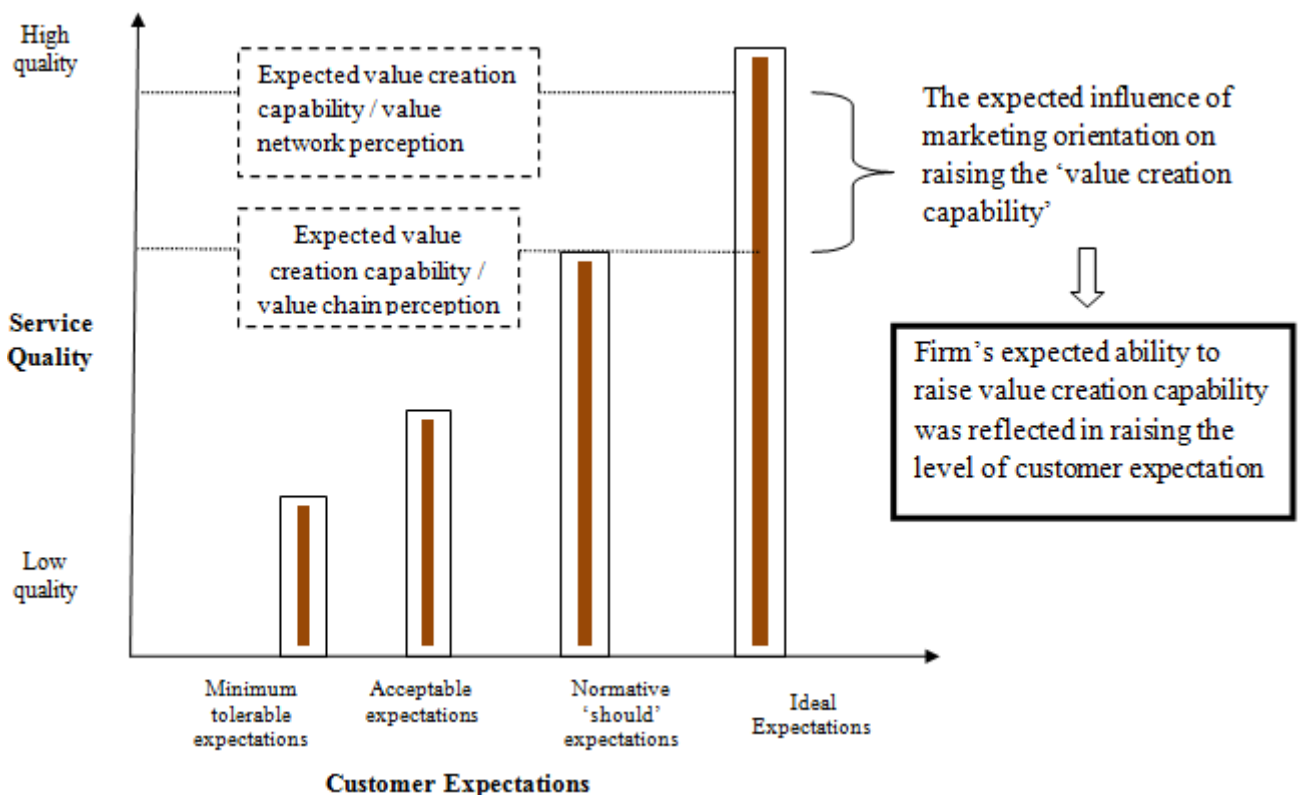 High
quality
Expected value creation
capability / value
network perception
The expected influence of
marketing orientation on
raising the ‘value creation
capability’
Expected value
creation capability /
value chain perception
Service
Quality
Firm’s expected ability to
raise value creation capability
was reflected in raising the
level of customer expectation
Low
quality
Minimum
tolerable
expectations
Acceptable
expectations
Normative
‘should’
expectations
Ideal
Expectations
Customer Expectations